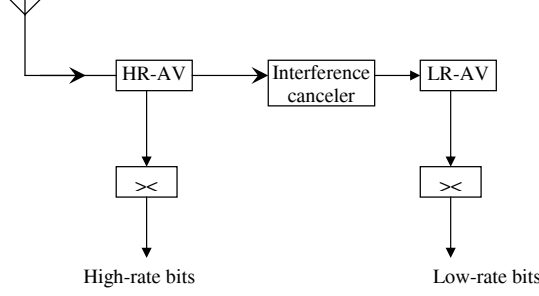 HR-AV
Interference
canceler
LR-AV
><
><
High-rate bits
Low-rate bits